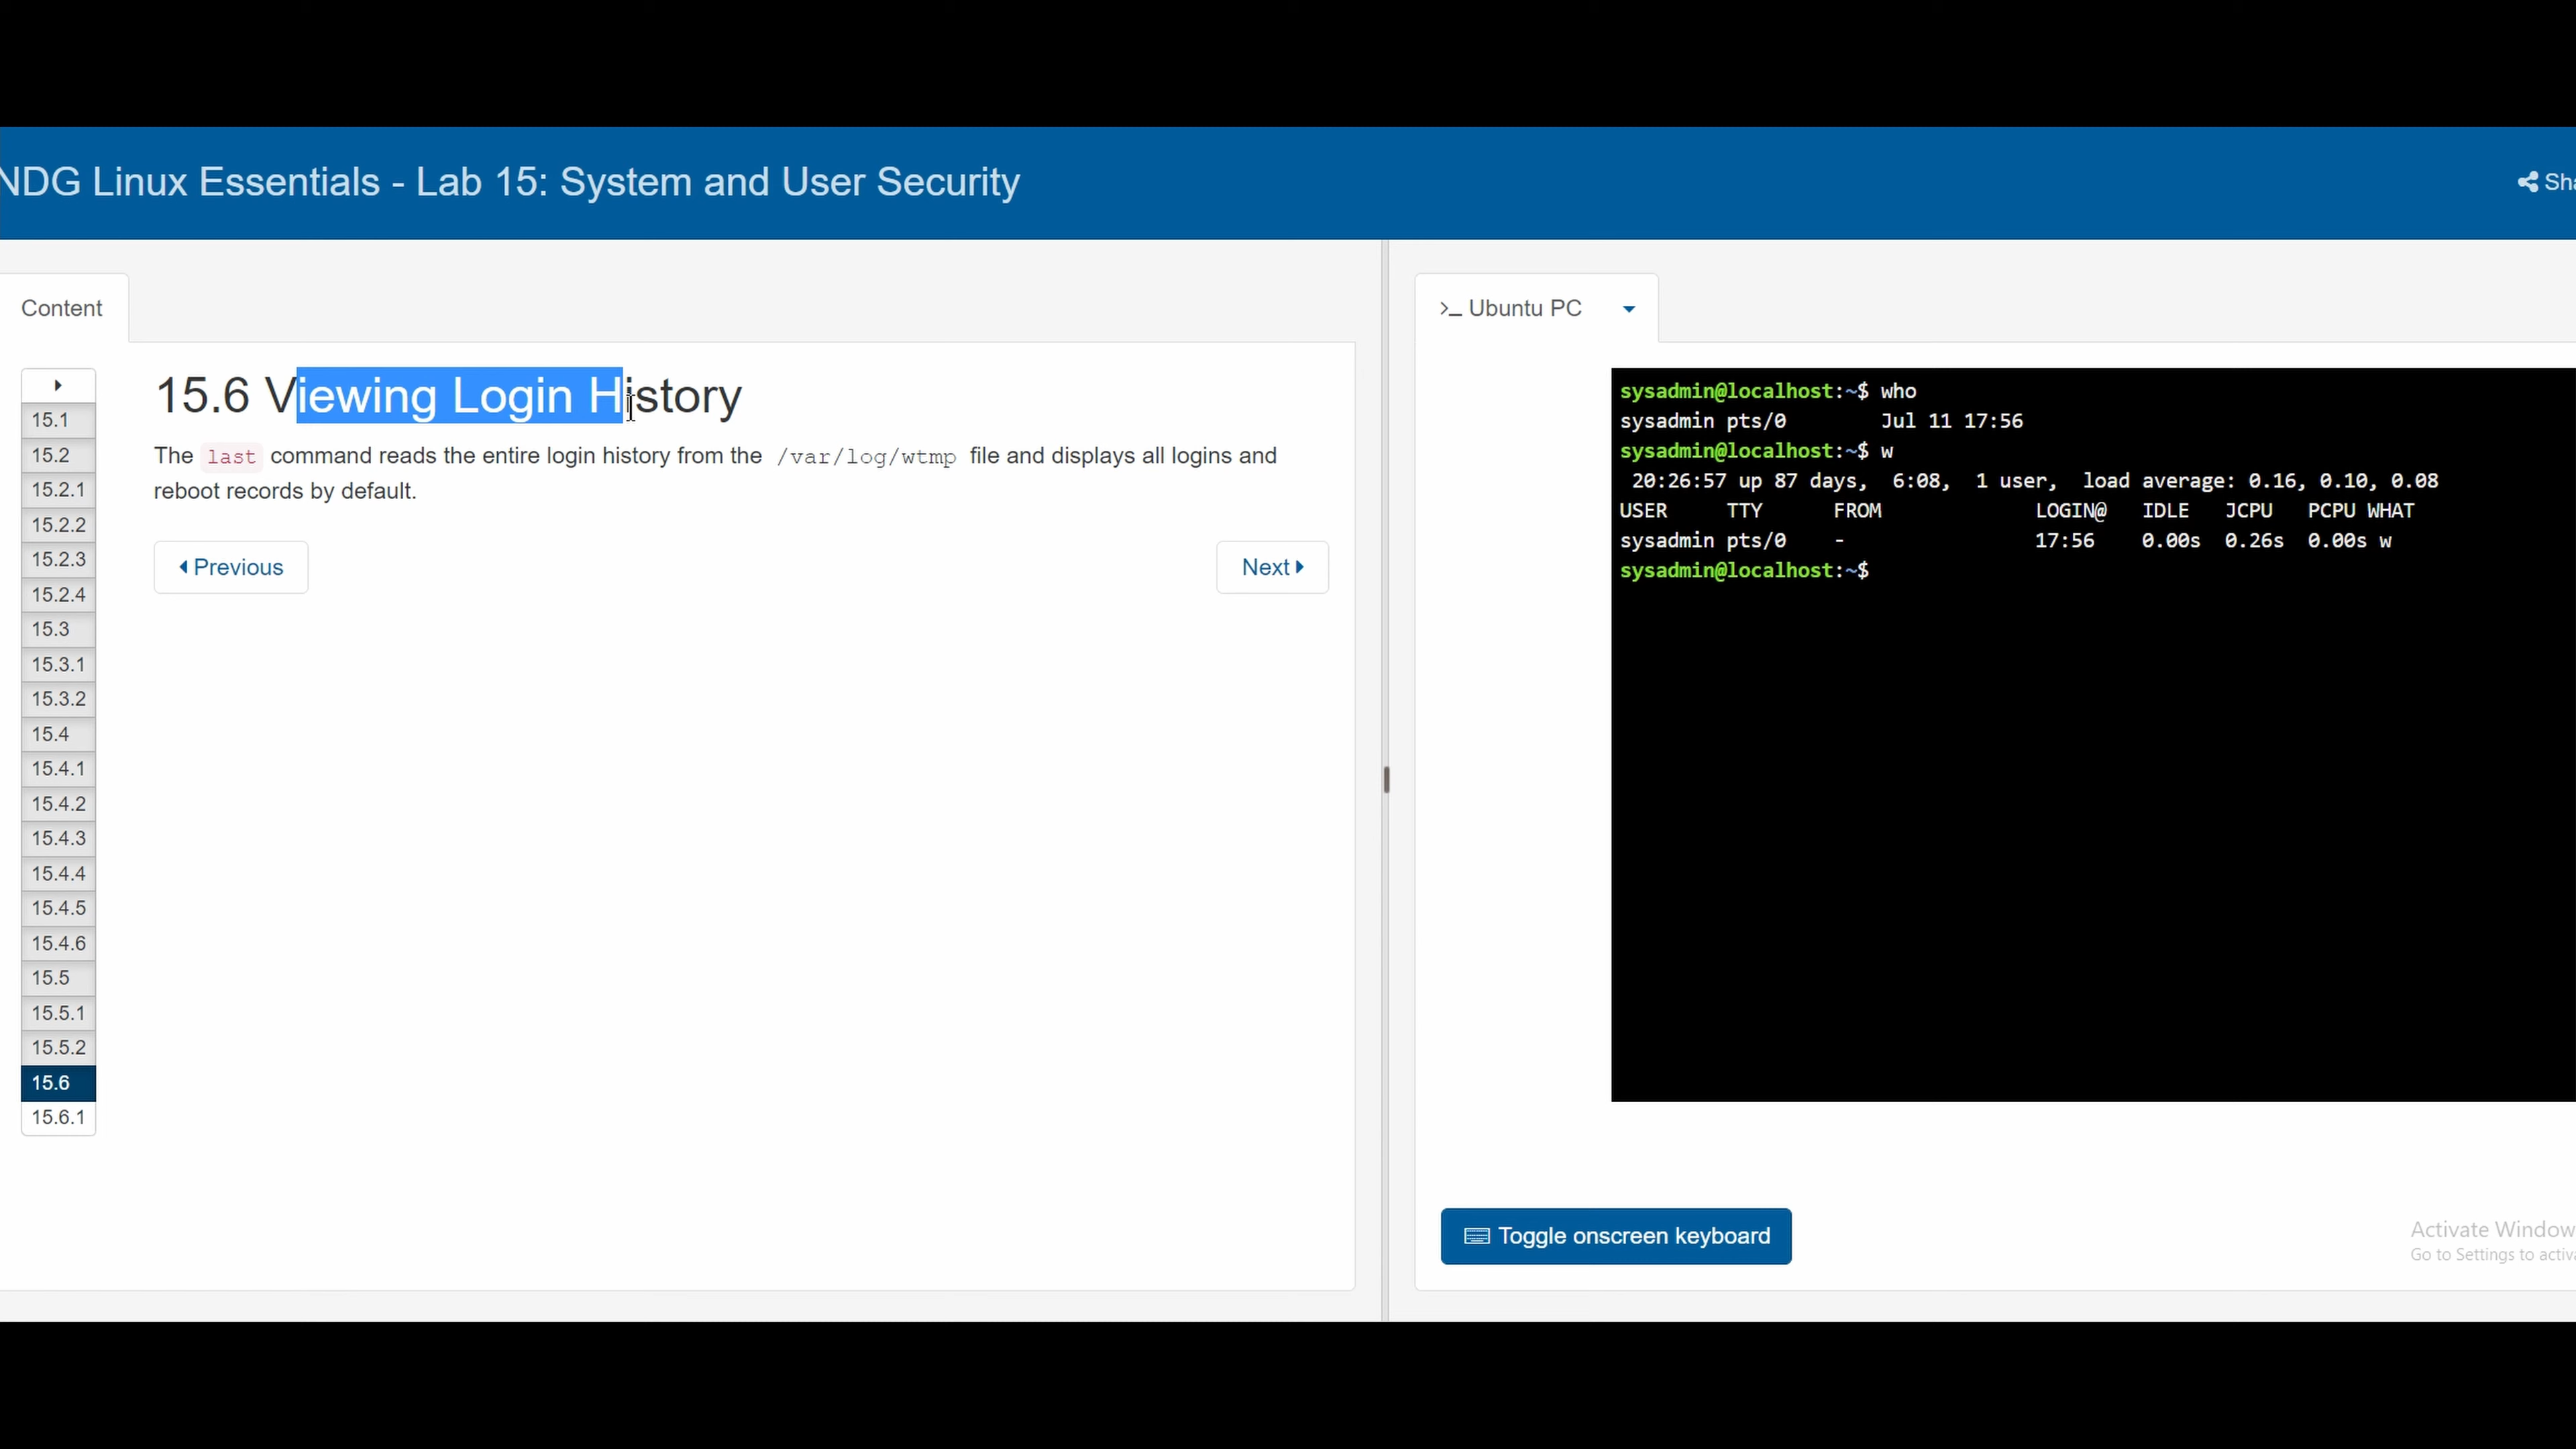 NDG Linux Essentials - Lab 15: System and User Security
Sha
Content
15.1
15.2
15.2.1
15.2.2
15.2.3
15.2.4
15.3
15.3.1
15.3.2
15.4
15.4.1
15.4.2
15.4.3
15.4.4
15.4.5
15.4.6
15.5
15.5.1
15.5.2
15.6
15.6.1
15.6 Viewing Login History
The last command reads the entire login history from the /var/log/wtmp file and displays all logins and
reboot records by default.
Previous
Next
>_ Ubuntu PC
sysadmin@localhost:~$ who
sysadmin pts/0        Jul 11 17:56
sysadmin@localhost:~$ w
 20:26:57 up 87 days,  6:08,  1 user,  load average: 0.16, 0.10, 0.08
USER     TTY      FROM             LOGIN@   IDLE   JCPU   PCPU WHAT
sysadmin pts/0    -                17:56    0.00s  0.26s  0.00s w
sysadmin@localhost:~$
Toggle onscreen keyboard
Activate Window
Go to Settings to activa